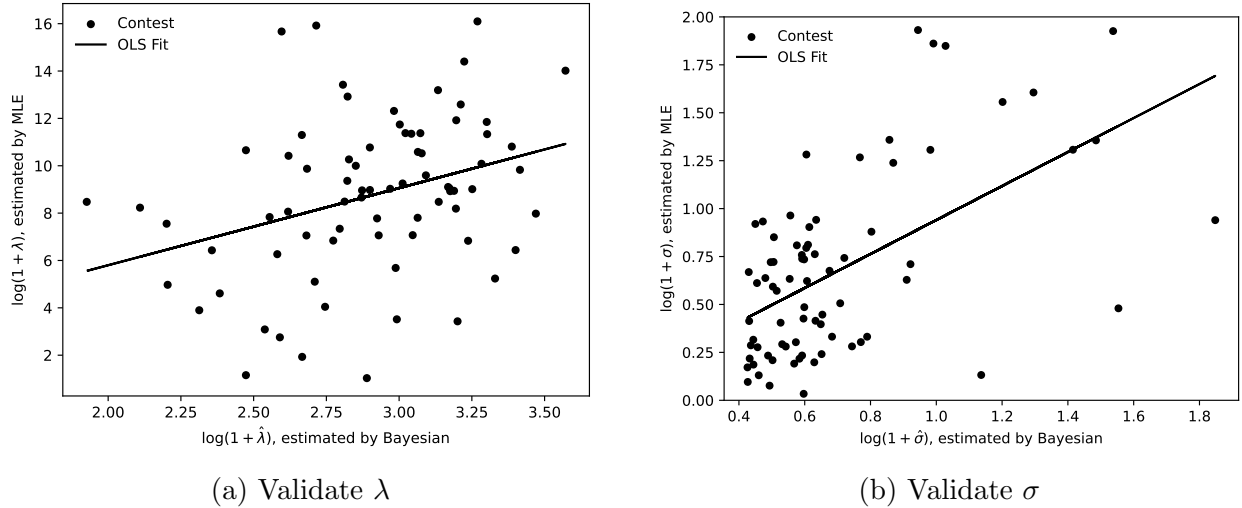 Contest
OLS Fit
16
14
12
10
8
6
4
2
2.00 2.25 2.50 2.75 3.00 3.25 3.50
log(1 + λ), estimated by MLE
log(1 + λ̂), estimated by Bayesian
(a) Validate λ
Contest
OLS Fit
2.00
1.75
1.50
1.25
1.00
0.75
0.50
0.25
0.00
0.4 0.6 0.8 1.0 1.2 1.4 1.6 1.8
log(1 + σ), estimated by MLE
log(1 + σ̂), estimated by Bayesian
(b) Validate σ